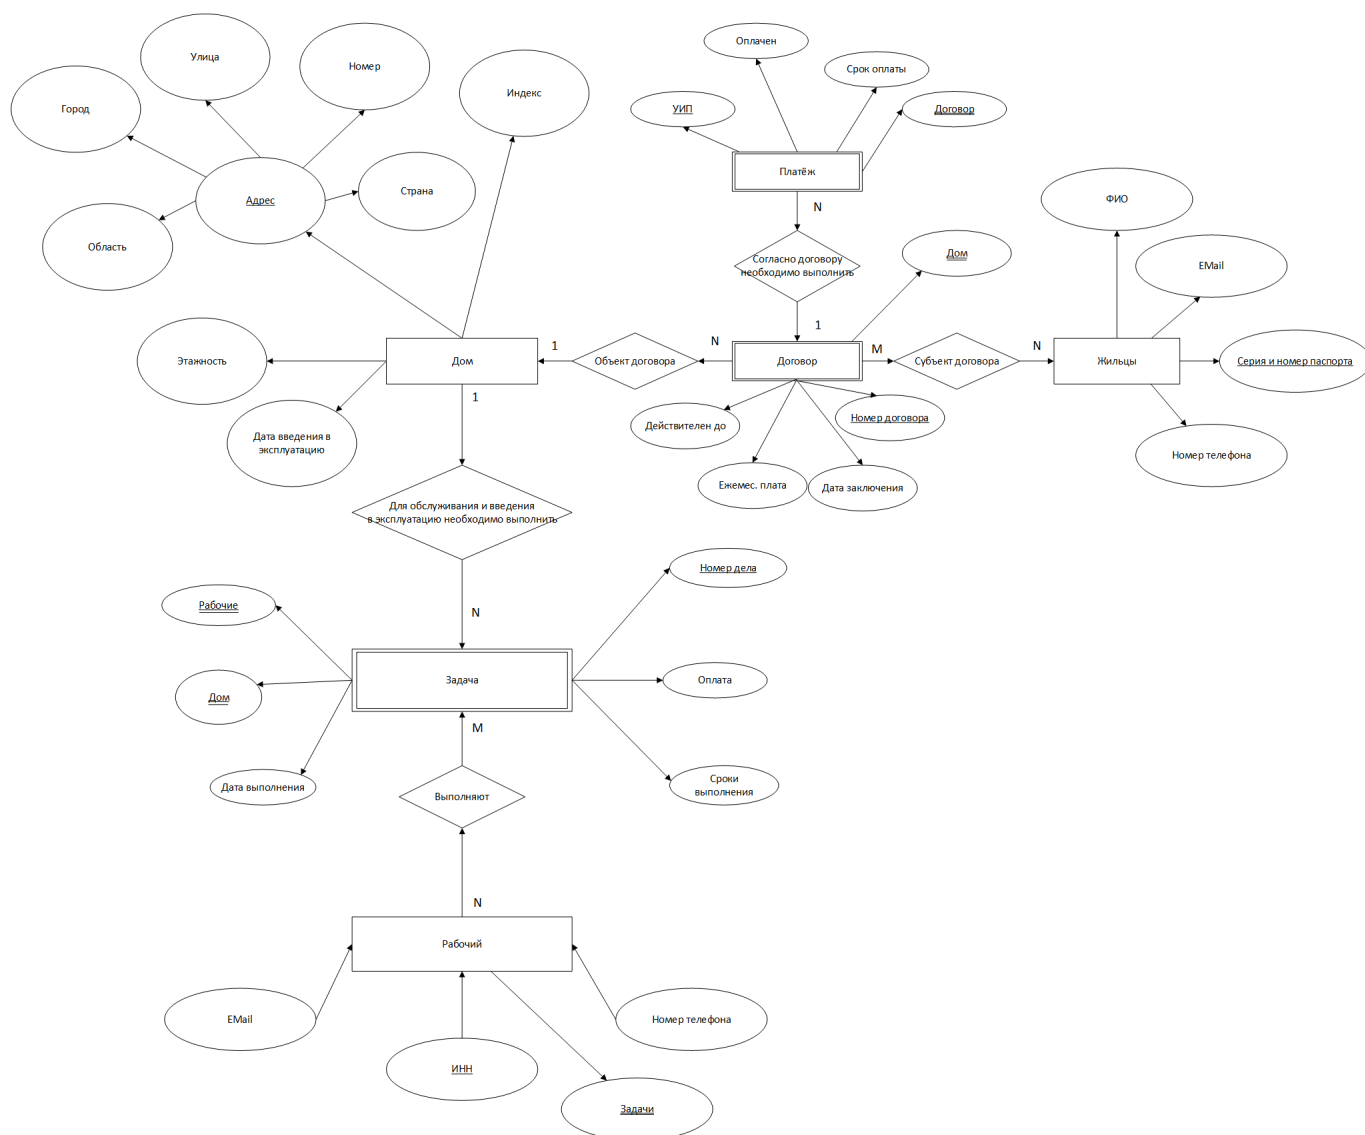 Улица
Номер
Город
Индекс
Адрес
Страна
Область
Оплачен
Срок оплаты
УИП
Договор
Платёж
N
Согласно договору
необходимо выполнить
1
Дом
ФИО
EMail
Этажность
Дом
1
Объект договора
N
Договор
M
Субъект договора
N
Жильцы
Серия и номер паспорта
Дата введения в
эксплуатацию
1
Действителен до
Номер договора
Ежемес. плата
Дата заключения
Номер телефона
Для обслуживания и введения
в эксплуатацию необходимо выполнить
N
Номер дела
Рабочие
Задача
Оплата
Дом
M
Дата выполнения
Сроки
выполнения
Выполняют
N
Рабочий
EMail
Номер телефона
ИНН
Задачи